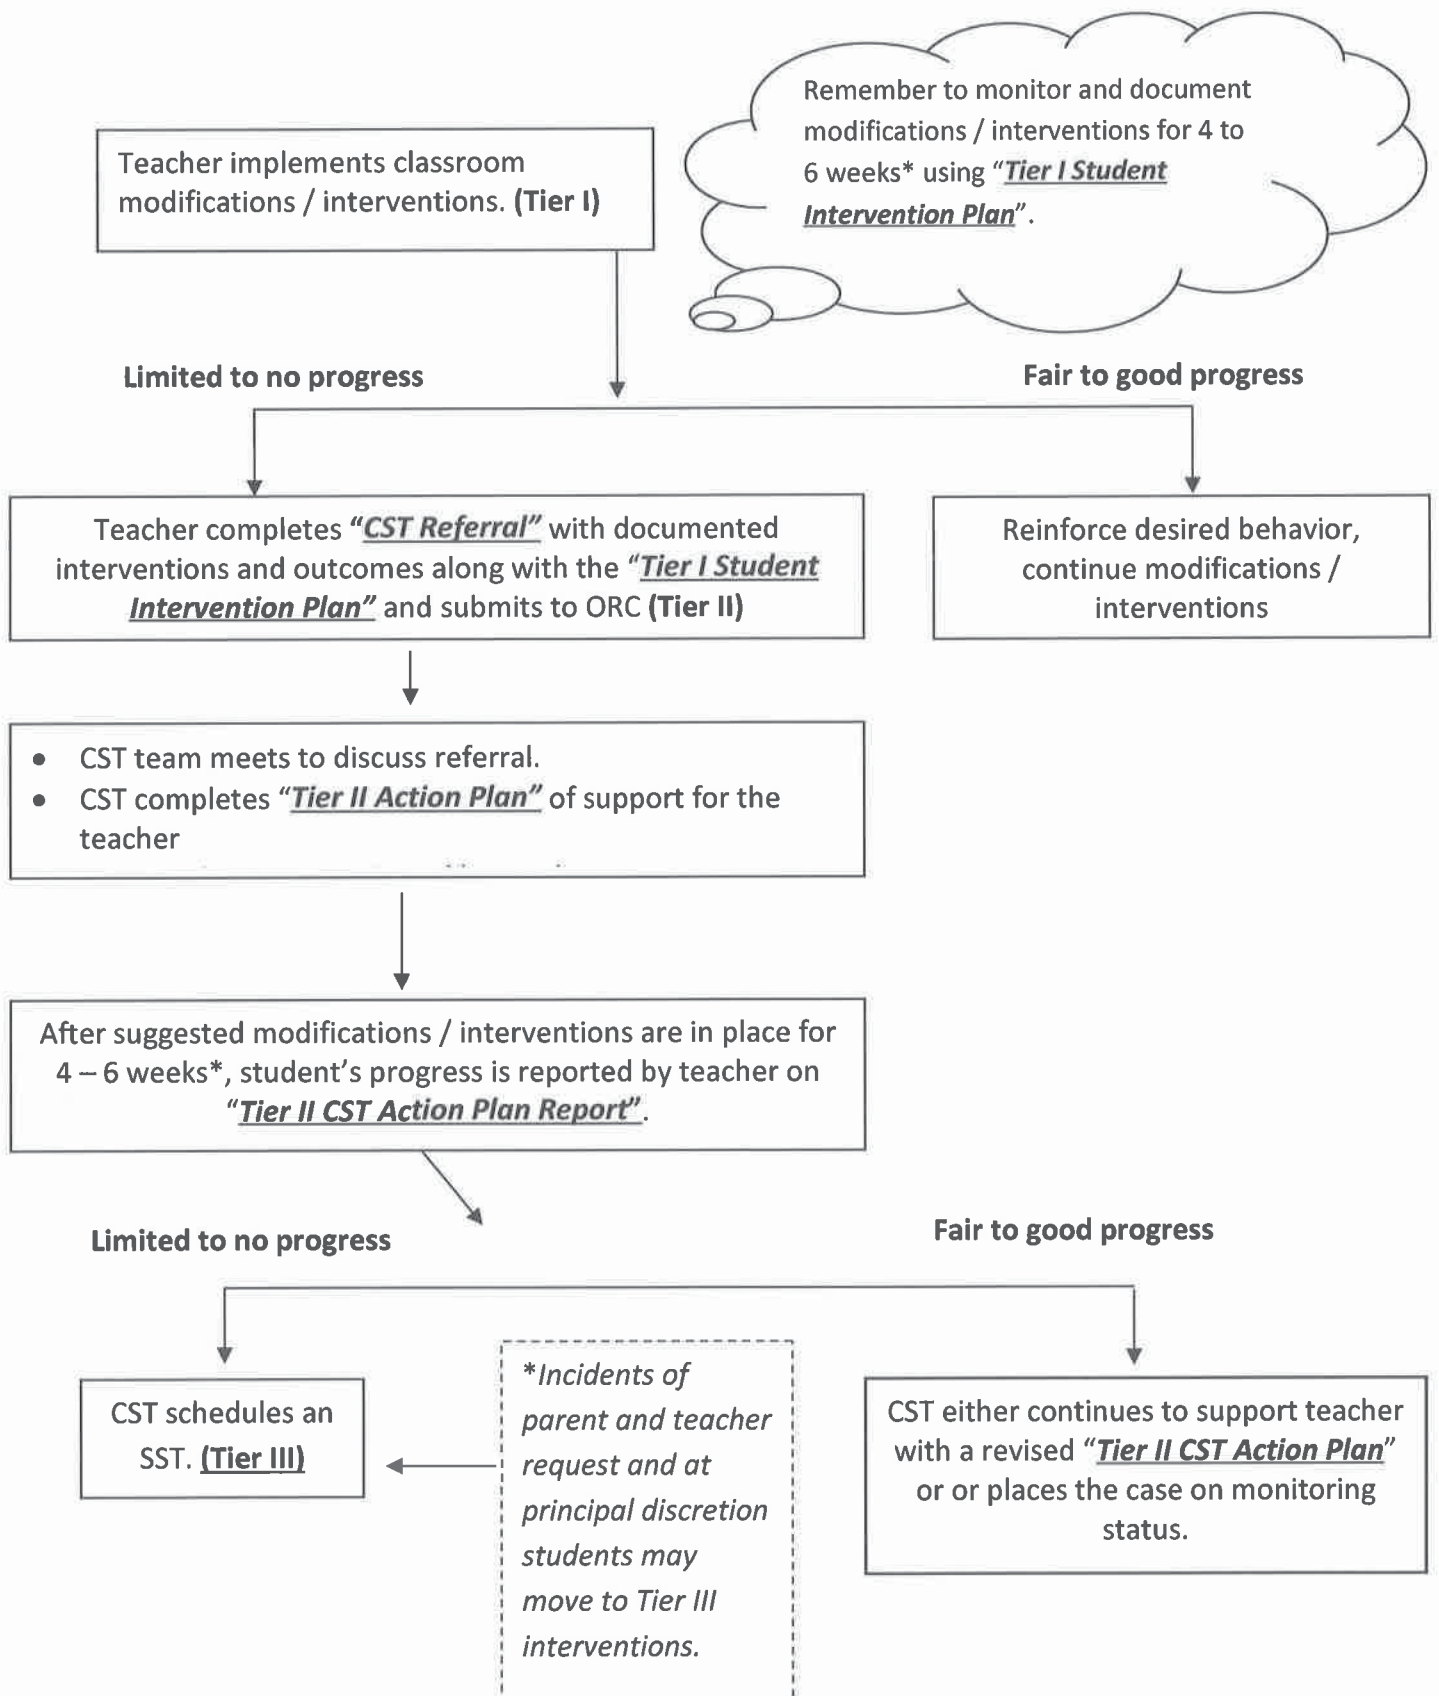 Remember to monitor and document
modifications / interventions for 4 to
6 weeks* using “Tier I Student
Intervention Plan”.
Teacher implements classroom
modifications / interventions. (Tier I)
Limited to no progress
Fair to good progress
Teacher completes “CST Referral” with documented
interventions and outcomes along with the “Tier I Student
Intervention Plan” and submits to ORC (Tier II)
Reinforce desired behavior,
continue modifications /
interventions
• CST team meets to discuss referral.
• CST completes “Tier II Action Plan” of support for the
teacher
After suggested modifications / interventions are in place for
4 – 6 weeks*, student’s progress is reported by teacher on
“Tier II CST Action Plan Report”.
Limited to no progress
Fair to good progress
CST schedules an
SST. (Tier III)
*Incidents of
parent and teacher
request and at
principal discretion
students may
move to Tier III
interventions.
CST either continues to support teacher
with a revised “Tier II CST Action Plan”
or or places the case on monitoring
status.